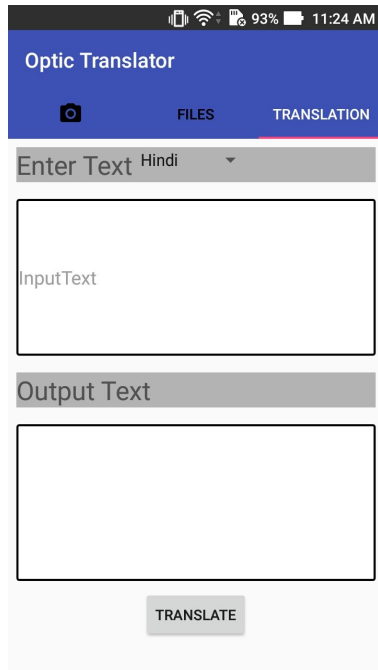 93% 11:24 AM
Optic Translator
FILES TRANSLATION
Enter Text Hindi
InputText
Output Text
TRANSLATE